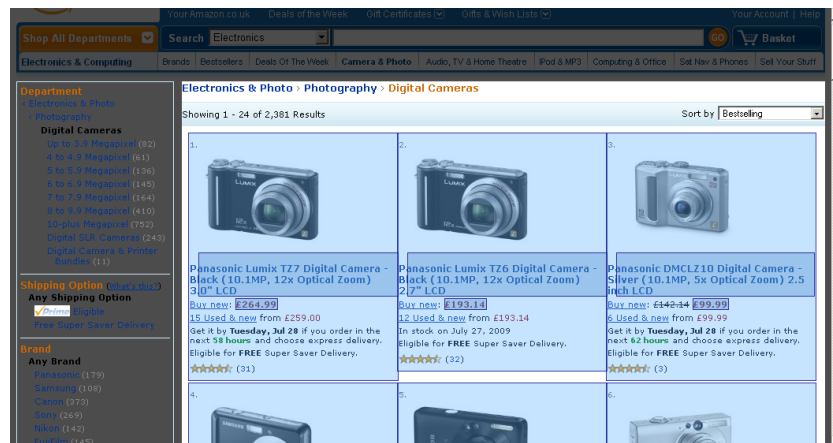 Your Amazon.co.uk Deals of the Week Gift Certificates Gifts & Wish Lists Your Account | Help
Shop All Departments Search Electronics GO Basket
Electronics & Computing Brands Bestsellers Deals Of The Week Camera & Photo Audio, TV & Home Theatre iPod & MP3 Computing & Office Sat Nav & Phones Sell Your Stuff
Department
‹ Electronics & Photo
‹ Photography
Digital Cameras
Up to 3.9 Megapixel (82)
4 to 4.9 Megapixel (61)
5 to 5.9 Megapixel (136)
6 to 6.9 Megapixel (145)
7 to 7.9 Megapixel (164)
8 to 9.9 Megapixel (410)
10-plus Megapixel (752)
Digital SLR Cameras (243)
Digital Camera & Printer
Bundles (11)
Shipping Option (What's this?)
Any Shipping Option
Prime Eligible
Free Super Saver Delivery
Brand
Any Brand
Panasonic (179)
Samsung (108)
Canon (273)
Sony (269)
Nikon (142)
FujiFilm (145)
Electronics & Photo › Photography › Digital Cameras
Showing 1 - 24 of 2,381 Results Sort by Bestselling
1.
LUMIX
Panasonic Lumix TZ7 Digital Camera -
Black (10.1MP, 12x Optical Zoom)
3.0" LCD
Buy new: £264.99
15 Used & new from £259.00
Get it by Tuesday, Jul 28 if you order in the
next 58 hours and choose express delivery.
Eligible for FREE Super Saver Delivery.
(31)
2.
LUMIX
Panasonic Lumix TZ6 Digital Camera -
Black (10.1MP, 12x Optical Zoom)
2.7" LCD
Buy new: £193.14
12 Used & new from £193.14
In stock on July 27, 2009
Eligible for FREE Super Saver Delivery.
(32)
3.
LUMIX
Panasonic DMCLZ10 Digital Camera -
Silver (10.1MP, 5x Optical Zoom) 2.5
inch LCD
Buy new: £142.14 £99.99
6 Used & new from £99.99
Get it by Tuesday, Jul 28 if you order in the
next 62 hours and choose express delivery.
Eligible for FREE Super Saver Delivery.
(3)
4.
5.
6.